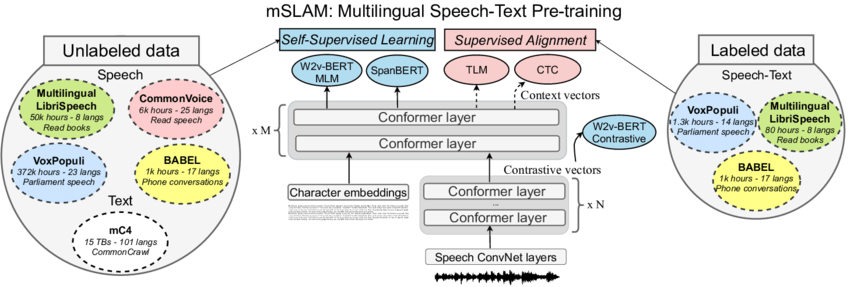 mSLAM: Multilingual Speech-Text Pre-training
Unlabeled data
Speech
Multilingual
LibriSpeech
50k hours - 8 langs
Read books
CommonVoice
6k hours - 25 langs
Read speech
VoxPopuli
372k hours - 23 langs
Parliament speech
BABEL
1k hours - 17 langs
Phone conversations
Text
mC4
15 TBs - 101 langs
CommonCrawl
Self-Supervised Learning
Supervised Alignment
W2v-BERT
MLM
SpanBERT
TLM
CTC
Context vectors
x M
Conformer layer
Conformer layer
W2v-BERT
Contrastive
Contrastive vectors
Character embeddings
Conformer layer
...
Conformer layer
x N
Speech ConvNet layers
Labeled data
Speech-Text
VoxPopuli
1.3k hours - 14 langs
Parliament speech
Multilingual
LibriSpeech
80 hours - 8 langs
Read books
BABEL
1k hours - 17 langs
Phone conversations